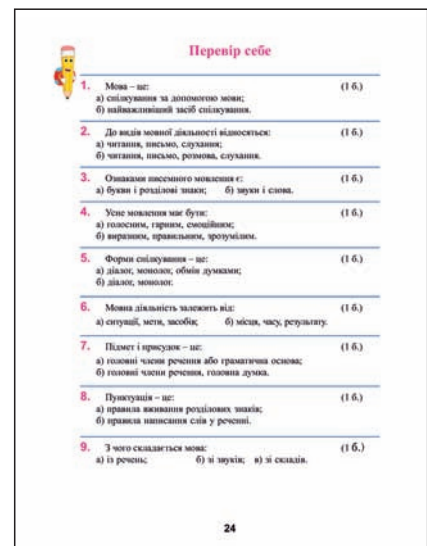 Перевір себе
1. Мова – це: (1 б.)
а) спілкування за допомогою мови;
б) найважливіший засіб спілкування.
2. До видів мовної діяльності відносяться: (1 б.)
а) читання, письмо, слухання;
б) читання, письмо, розмова, слухання.
3. Ознаками писемного мовлення є: (1 б.)
а) букви і розділові знаки; б) звуки і слова.
4. Усне мовлення має бути: (1 б.)
а) голосним, гарним, емоційним;
б) виразним, правильним, зрозумілим.
5. Форми спілкування – це: (1 б.)
а) діалог, монолог, обмін думками;
б) діалог, монолог.
6. Мовна діяльність залежить від: (1 б.)
а) ситуації, мети, засобів; б) місця, часу, результату.
7. Підмет і присудок – це: (1 б.)
а) головні члени речення або граматична основа;
б) головні члени речення, головна думка.
8. Пунктуація – це: (1 б.)
а) правила вживання розділових знаків;
б) правила написання слів у реченні.
9. З чого складається мова: (1 б.)
а) із речень; б) зі звуків; в) зі складів.
24